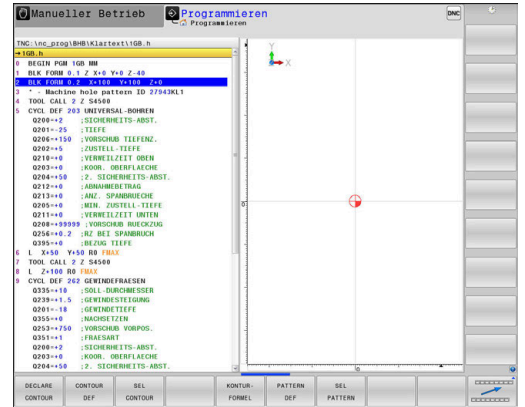 Manueller Betrieb
Programmieren
Programmieren
DNC
TNC:\nc_prog\BHB\Klartext\1GB.h
→1GB.h
0 BEGIN PGM 1GB MM
1 BLK FORM 0.1 Z X+0 Y+0 Z-40
2 BLK FORM 0.2 X+100 Y+100 Z+0
3 * - Machine hole pattern ID 27943KL1
4 TOOL CALL 2 Z S4500
5 CYCL DEF 203 UNIVERSAL-BOHREN
Q200=+2 ;SICHERHEITS-ABST.
Q201=-25 ;TIEFE
Q206=+150 ;VORSCHUB TIEFENZ.
Q202=+5 ;ZUSTELL-TIEFE
Q210=+0 ;VERWEILZEIT OBEN
Q203=+0 ;KOOR. OBERFLAECHE
Q204=+50 ;2. SICHERHEITS-ABST.
Q212=+0 ;ABNAHMEBETRAG
Q213=+0 ;ANZ. SPANBRUECHE
Q205=+0 ;MIN. ZUSTELL-TIEFE
Q211=+0 ;VERWEILZEIT UNTEN
Q208=+99999 ;VORSCHUB RUECKZUG
Q256=+0.2 ;RZ BEI SPANBRUCH
Q395=+0 ;BEZUG TIEFE
6 L X+50 Y+50 R0 FMAX
7 TOOL CALL 2 Z S4500
8 L Z+100 R0 FMAX
9 CYCL DEF 262 GEWINDEFRAESEN
Q335=+10 ;SOLL-DURCHMESSER
Q239=+1.5 ;GEWINDESTEIGUNG
Q201=-18 ;GEWINDETIEFE
Q355=+0 ;NACHSETZEN
Q253=+750 ;VORSCHUB VORPOS.
Q351=+1 ;FRAESART
Q200=+2 ;SICHERHEITS-ABST.
Q203=+0 ;KOOR. OBERFLAECHE
Q204=+50 ;2. SICHERHEITS-ABST.
Y
X
0
0
DECLARE CONTOUR
CONTOUR DEF
SEL CONTOUR
KONTUR-FORMEL
PATTERN DEF
SEL PATTERN